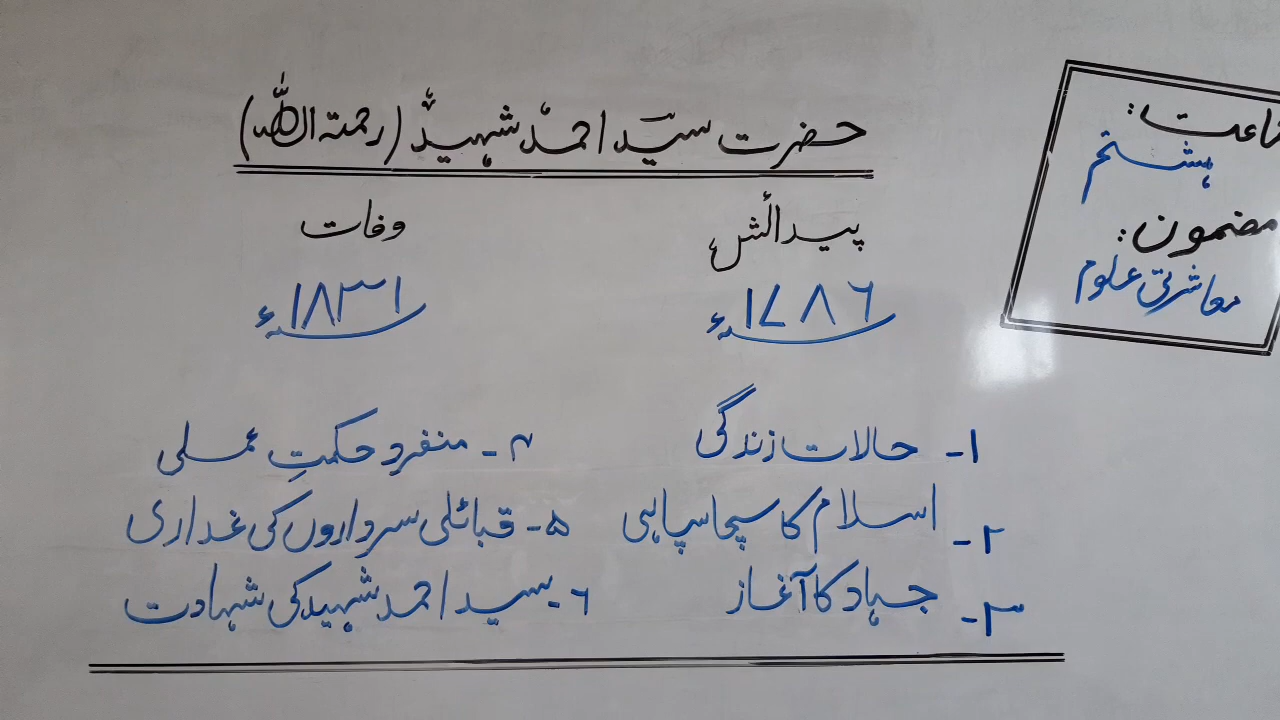 حضرت سیّد احمد شہیدؒ (رحمتہ اللہ)
جماعت:
ہشتم
مضمون:
معاشرتی علوم
پیدائش
۱۷۸۶ء
وفات
۱۸۳۱ء
۱- حالات زندگی
۲- اسلام کا سچا سپاہی
۳- جہاد کا آغاز
۴- منفرد حکمتِ عملی
۵- قبائلی سرداروں کی غداری
۶- سید احمد شہید کی شہادت